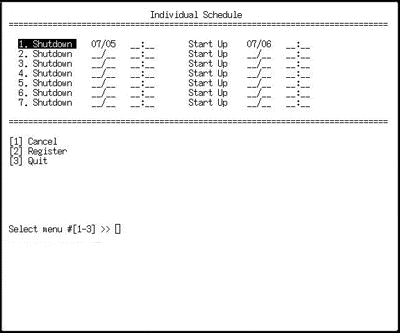 Individual Schedule
1. Shutdown 07/05 __:__ Start Up 07/06 __:__
2. Shutdown __/__ __:__ Start Up __/__ __:__
3. Shutdown __/__ __:__ Start Up __/__ __:__
4. Shutdown __/__ __:__ Start Up __/__ __:__
5. Shutdown __/__ __:__ Start Up __/__ __:__
6. Shutdown __/__ __:__ Start Up __/__ __:__
7. Shutdown __/__ __:__ Start Up __/__ __:__
[1] Cancel
[2] Register
[3] Quit
Select menu #[1-3] >>